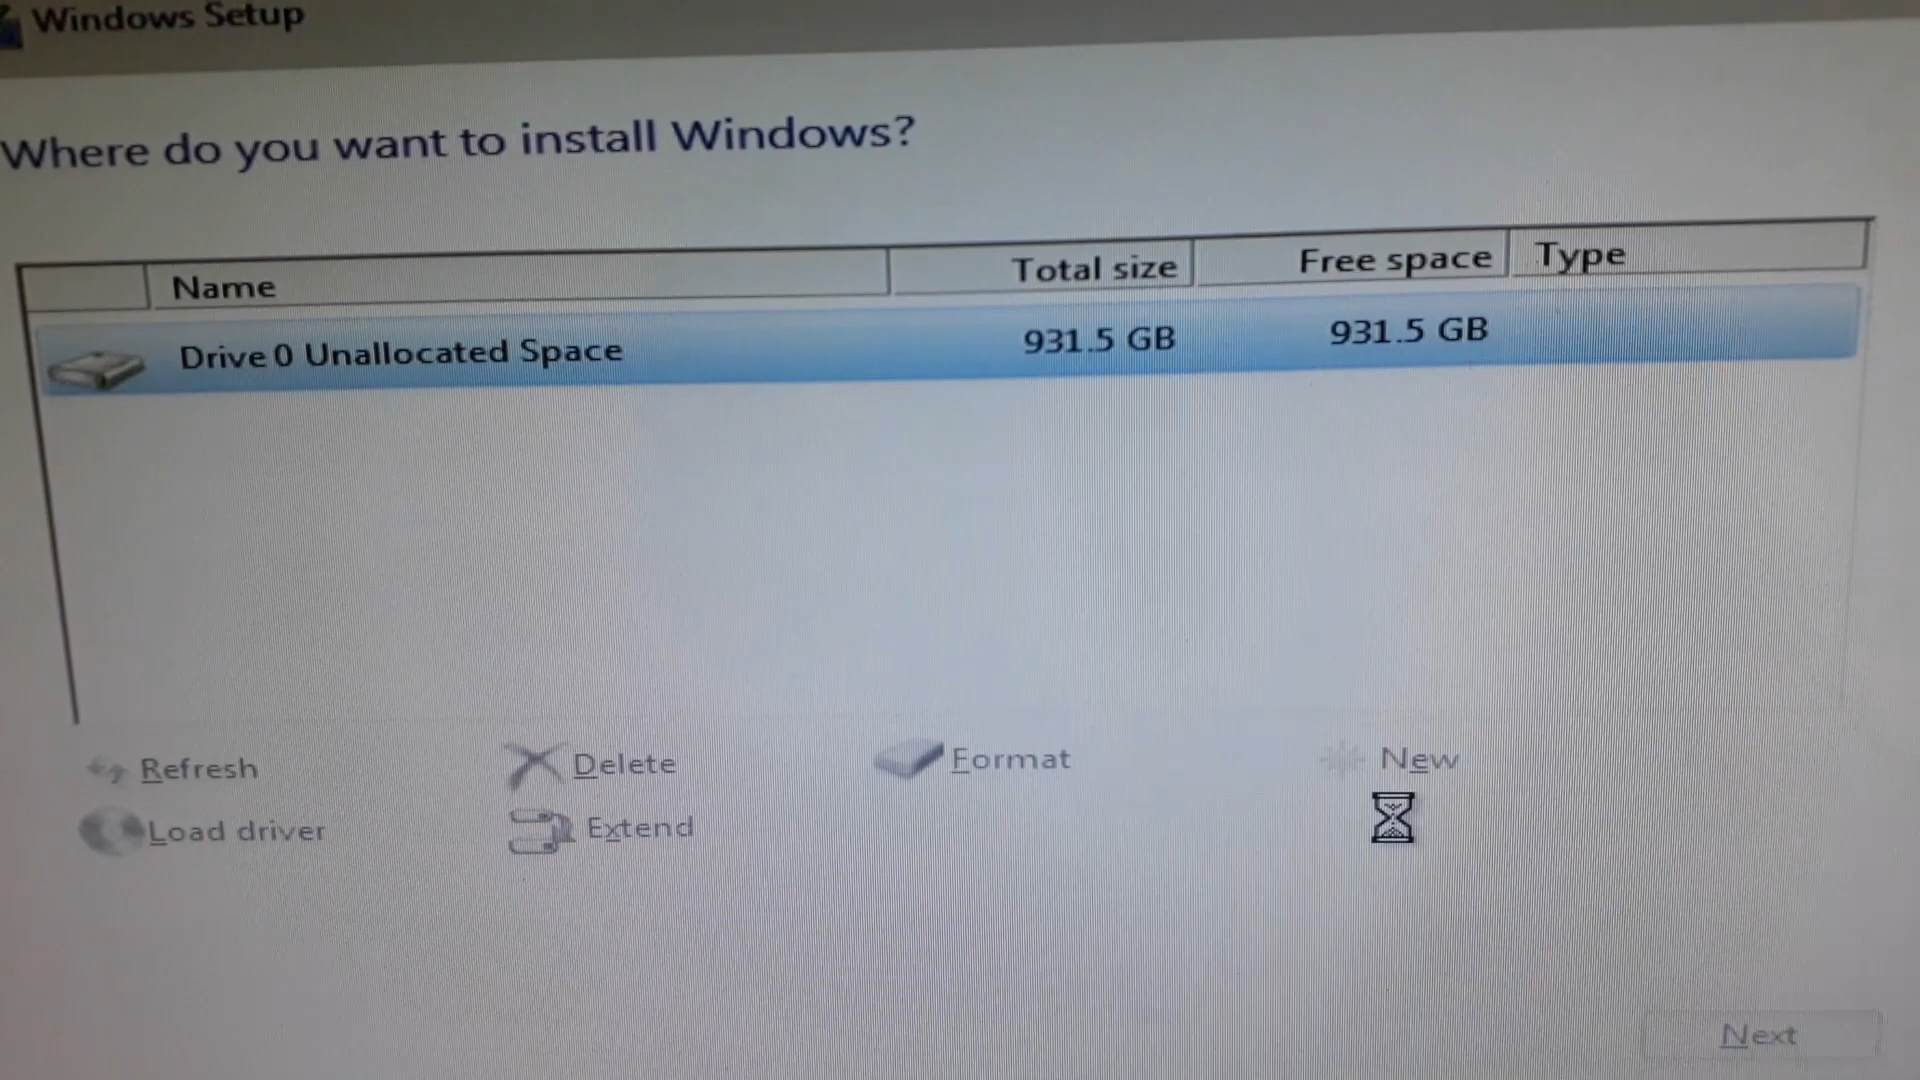 Windows Setup
Where do you want to install Windows?
Name Total size Free space Type
Drive 0 Unallocated Space 931.5 GB 931.5 GB
Refresh Delete Format New
Load driver Extend
Next